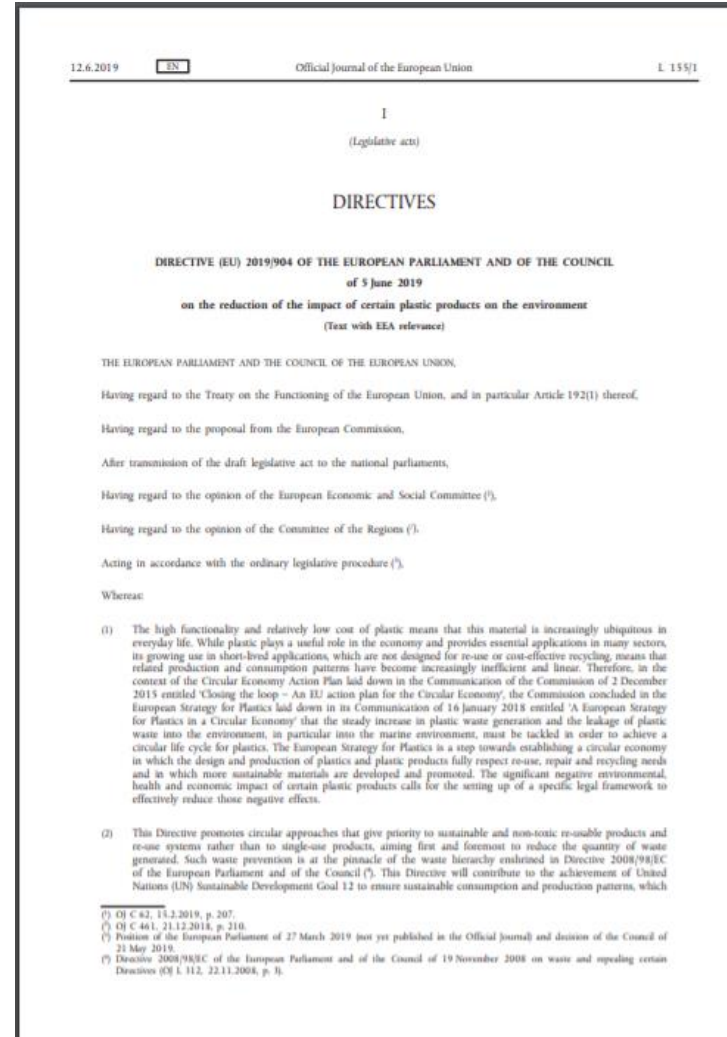 12.6.2019 EN Official Journal of the European Union L 155/1
I
(Legislative acts)
DIRECTIVES
DIRECTIVE (EU) 2019/904 OF THE EUROPEAN PARLIAMENT AND OF THE COUNCIL
of 5 June 2019
on the reduction of the impact of certain plastic products on the environment
(Text with EEA relevance)
THE EUROPEAN PARLIAMENT AND THE COUNCIL OF THE EUROPEAN UNION,
Having regard to the Treaty on the Functioning of the European Union, and in particular Article 192(1) thereof,
Having regard to the proposal from the European Commission,
After transmission of the draft legislative act to the national parliaments,
Having regard to the opinion of the European Economic and Social Committee (1),
Having regard to the opinion of the Committee of the Regions (2),
Acting in accordance with the ordinary legislative procedure (3),
Whereas:
(1) The high functionality and relatively low cost of plastic means that this material is increasingly ubiquitous in
everyday life. While plastic plays a useful role in the economy and provides essential applications in many sectors,
its growing use in short-lived applications, which are not designed for re-use or cost-effective recycling, means that
related production and consumption patterns have become increasingly inefficient and linear. Therefore, in the
context of the Circular Economy Action Plan laid down in the Communication of the Commission of 2 December
2015 entitled 'Closing the loop – An EU action plan for the Circular Economy', the Commission concluded in the
European Strategy for Plastics laid down in its Communication of 16 January 2018 entitled 'A European Strategy
for Plastics in a Circular Economy' that the steady increase in plastic waste generation and the leakage of plastic
waste into the environment, in particular into the marine environment, must be tackled in order to achieve a
circular life cycle for plastics. The European Strategy for Plastics is a step towards establishing a circular economy
in which the design and production of plastics and plastic products fully respect re-use, repair and recycling needs
and in which more sustainable materials are developed and promoted. The significant negative environmental,
health and economic impact of certain plastic products calls for the setting up of a specific legal framework to
effectively reduce those negative effects.
(2) This Directive promotes circular approaches that give priority to sustainable and non-toxic re-usable products and
re-use systems rather than to single-use products, aiming first and foremost to reduce the quantity of waste
generated. Such waste prevention is at the pinnacle of the waste hierarchy enshrined in Directive 2008/98/EC
of the European Parliament and of the Council (4). This Directive will contribute to the achievement of United
Nations (UN) Sustainable Development Goal 12 to ensure sustainable consumption and production patterns, which
(1) OJ C 62, 15.2.2019, p. 207.
(2) OJ C 461, 21.12.2018, p. 210.
(3) Position of the European Parliament of 27 March 2019 (not yet published in the Official Journal) and decision of the Council of
21 May 2019.
(4) Directive 2008/98/EC of the European Parliament and of the Council of 19 November 2008 on waste and repealing certain
Directives (OJ L 312, 22.11.2008, p. 3).